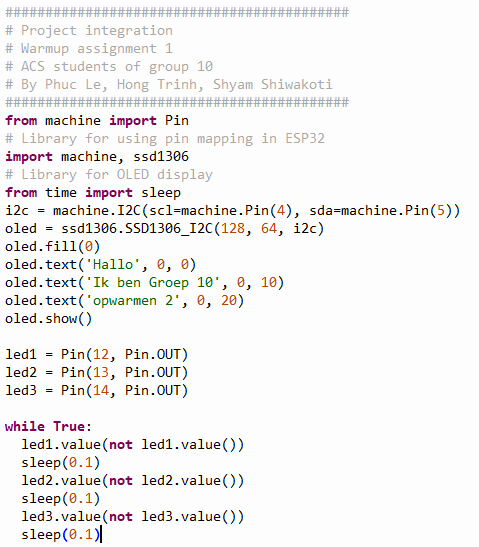 ###########################################
# Project integration
# Warmup assignment 1
# ACS students of group 10
# By Phuc Le, Hong Trinh, Shyam Shiwakoti
###########################################
from machine import Pin
# Library for using pin mapping in ESP32
import machine, ssd1306
# Library for OLED display
from time import sleep
i2c = machine.I2C(scl=machine.Pin(4), sda=machine.Pin(5))
oled = ssd1306.SSD1306_I2C(128, 64, i2c)
oled.fill(0)
oled.text('Hallo', 0, 0)
oled.text('Ik ben Groep 10', 0, 10)
oled.text('opwarmen 2', 0, 20)
oled.show()

led1 = Pin(12, Pin.OUT)
led2 = Pin(13, Pin.OUT)
led3 = Pin(14, Pin.OUT)

while True:
  led1.value(not led1.value())
  sleep(0.1)
  led2.value(not led2.value())
  sleep(0.1)
  led3.value(not led3.value())
  sleep(0.1)